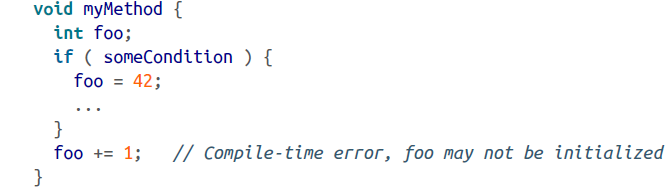 void myMethod {
  int foo;
  if ( someCondition ) {
    foo = 42;
    ...
  }
  foo += 1;   // Compile-time error, foo may not be initialized
}